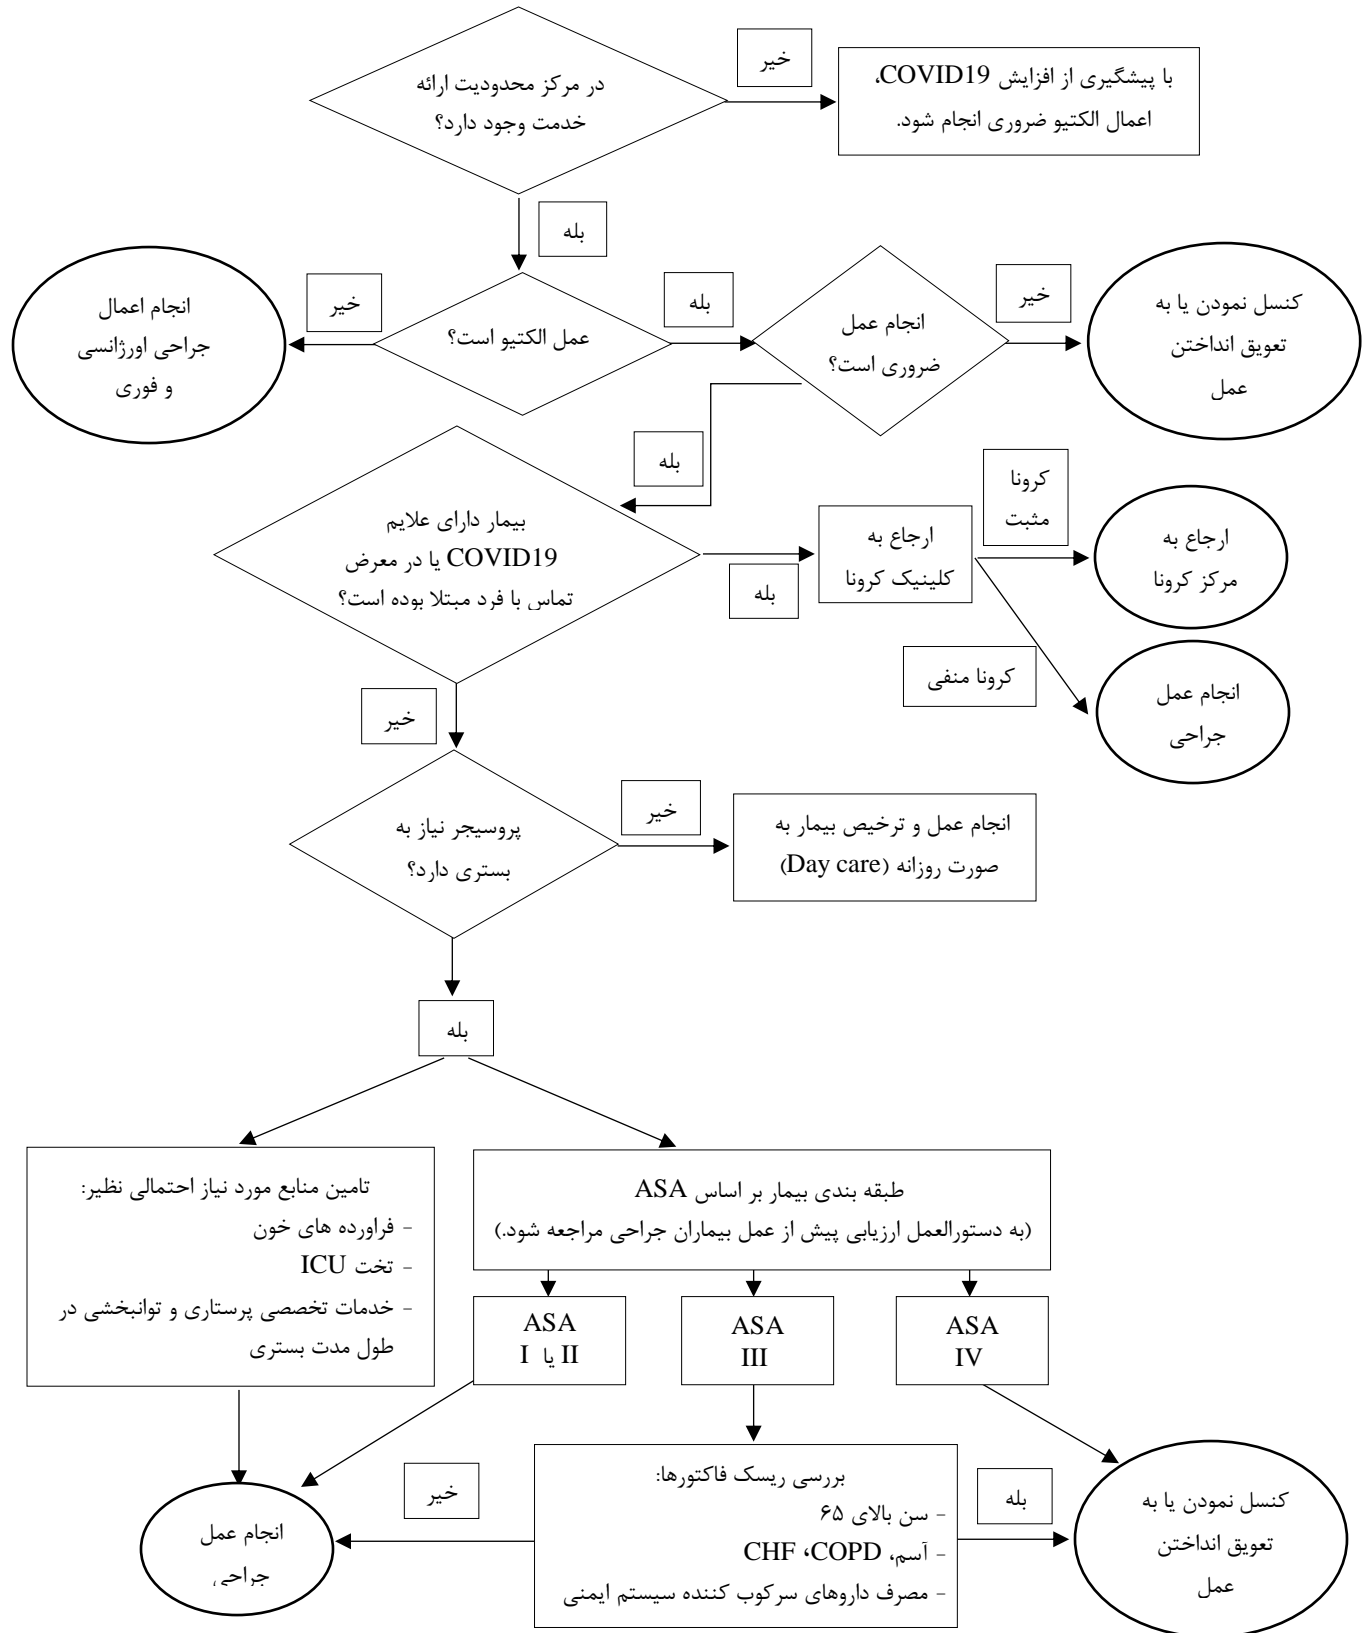 در مرکز محدودیت ارائه
خدمت وجود دارد؟
خیر
با پیشگیری از افزایش COVID19،
اعمال الکتیو ضروری انجام شود.
بله
عمل الکتیو است؟
خیر
انجام اعمال
جراحی اورژانسی
و فوری
بله
انجام عمل
ضروری است؟
خیر
کنسل نمودن یا به
تعویق انداختن
عمل
بله
بیمار دارای علایم
COVID19 یا در معرض
تماس با فرد مبتلا بوده است؟
بله
ارجاع به
کلینیک کرونا
کرونا
مثبت
ارجاع به
مرکز کرونا
کرونا منفی
انجام عمل
جراحی
خیر
پروسیجر نیاز به
بستری دارد؟
خیر
انجام عمل و ترخیص بیمار به
صورت روزانه (Day care)
بله
طبقه بندی بیمار بر اساس ASA
(به دستورالعمل ارزیابی پیش از عمل بیماران جراحی مراجعه شود.)
تامین منابع مورد نیاز احتمالی نظیر:
- فراورده های خون
- تخت ICU
- خدمات تخصصی پرستاری و توانبخشی در
طول مدت بستری
ASA
I یا II
ASA
III
ASA
IV
بررسی ریسک فاکتورها:
- سن بالای ۶۵
- آسم، COPD، CHF
- مصرف داروهای سرکوب کننده سیستم ایمنی
خیر
انجام عمل
جراحی
بله
کنسل نمودن یا به
تعویق انداختن
عمل